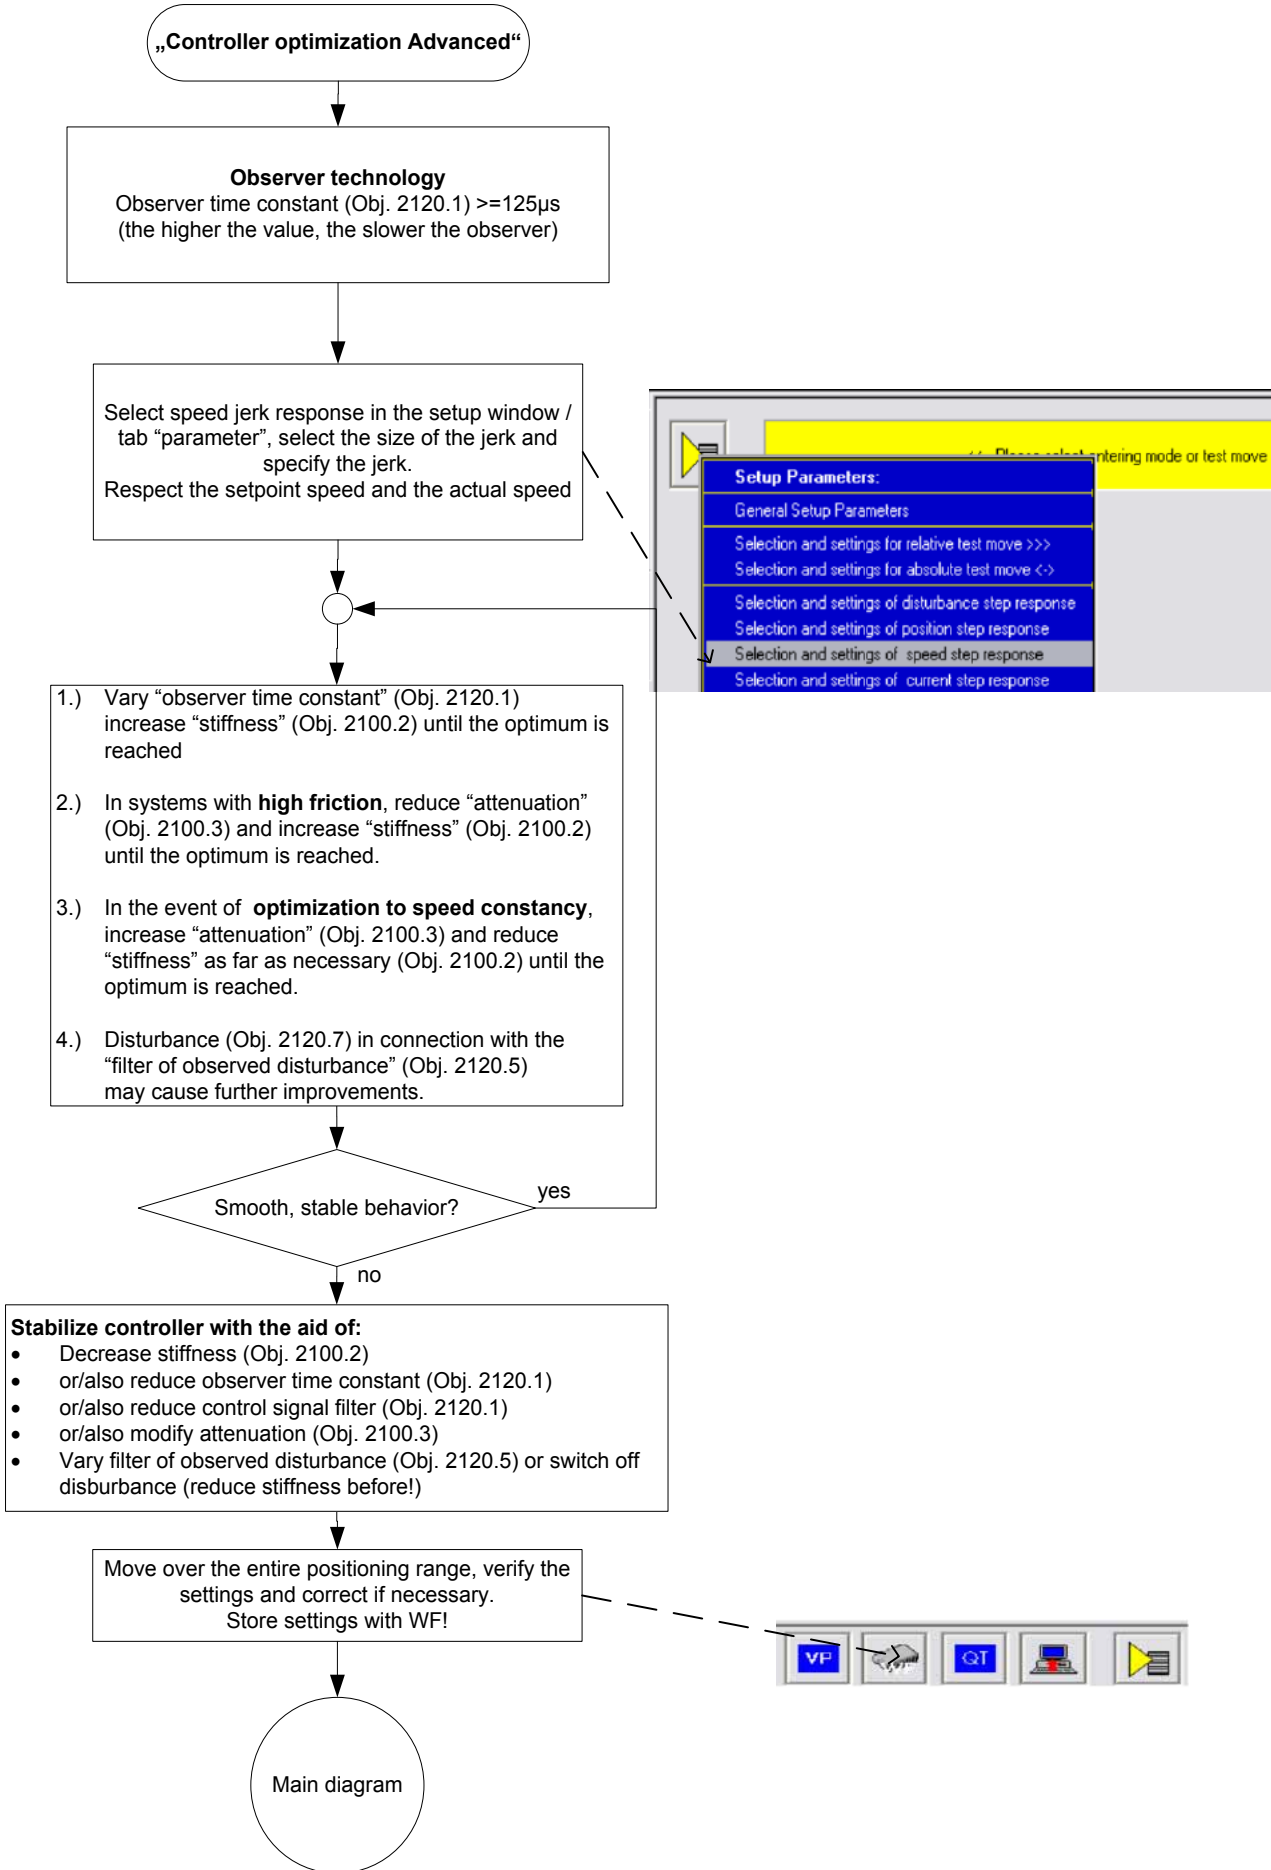 „Controller optimization Advanced“
Observer technology
Observer time constant (Obj. 2120.1) >=125µs
(the higher the value, the slower the observer)
Select speed jerk response in the setup window /
tab “parameter”, select the size of the jerk and
specify the jerk.
Respect the setpoint speed and the actual speed
Please select entering mode or test move
Setup Parameters:
General Setup Parameters
Selection and settings for relative test move >>>
Selection and settings for absolute test move <->
Selection and settings of disturbance step response
Selection and settings of position step response
Selection and settings of speed step response
Selection and settings of current step response
1.) Vary “observer time constant” (Obj. 2120.1)
increase “stiffness” (Obj. 2100.2) until the optimum is
reached
2.) In systems with high friction, reduce “attenuation”
(Obj. 2100.3) and increase “stiffness” (Obj. 2100.2)
until the optimum is reached.
3.) In the event of optimization to speed constancy,
increase “attenuation” (Obj. 2100.3) and reduce
“stiffness” as far as necessary (Obj. 2100.2) until the
optimum is reached.
4.) Disturbance (Obj. 2120.7) in connection with the
“filter of observed disturbance” (Obj. 2120.5)
may cause further improvements.
Smooth, stable behavior?
yes
no
Stabilize controller with the aid of:
• Decrease stiffness (Obj. 2100.2)
• or/also reduce observer time constant (Obj. 2120.1)
• or/also reduce control signal filter (Obj. 2120.1)
• or/also modify attenuation (Obj. 2100.3)
• Vary filter of observed disturbance (Obj. 2120.5) or switch off
disburbance (reduce stiffness before!)
Move over the entire positioning range, verify the
settings and correct if necessary.
Store settings with WF!
VP
QT
Main diagram